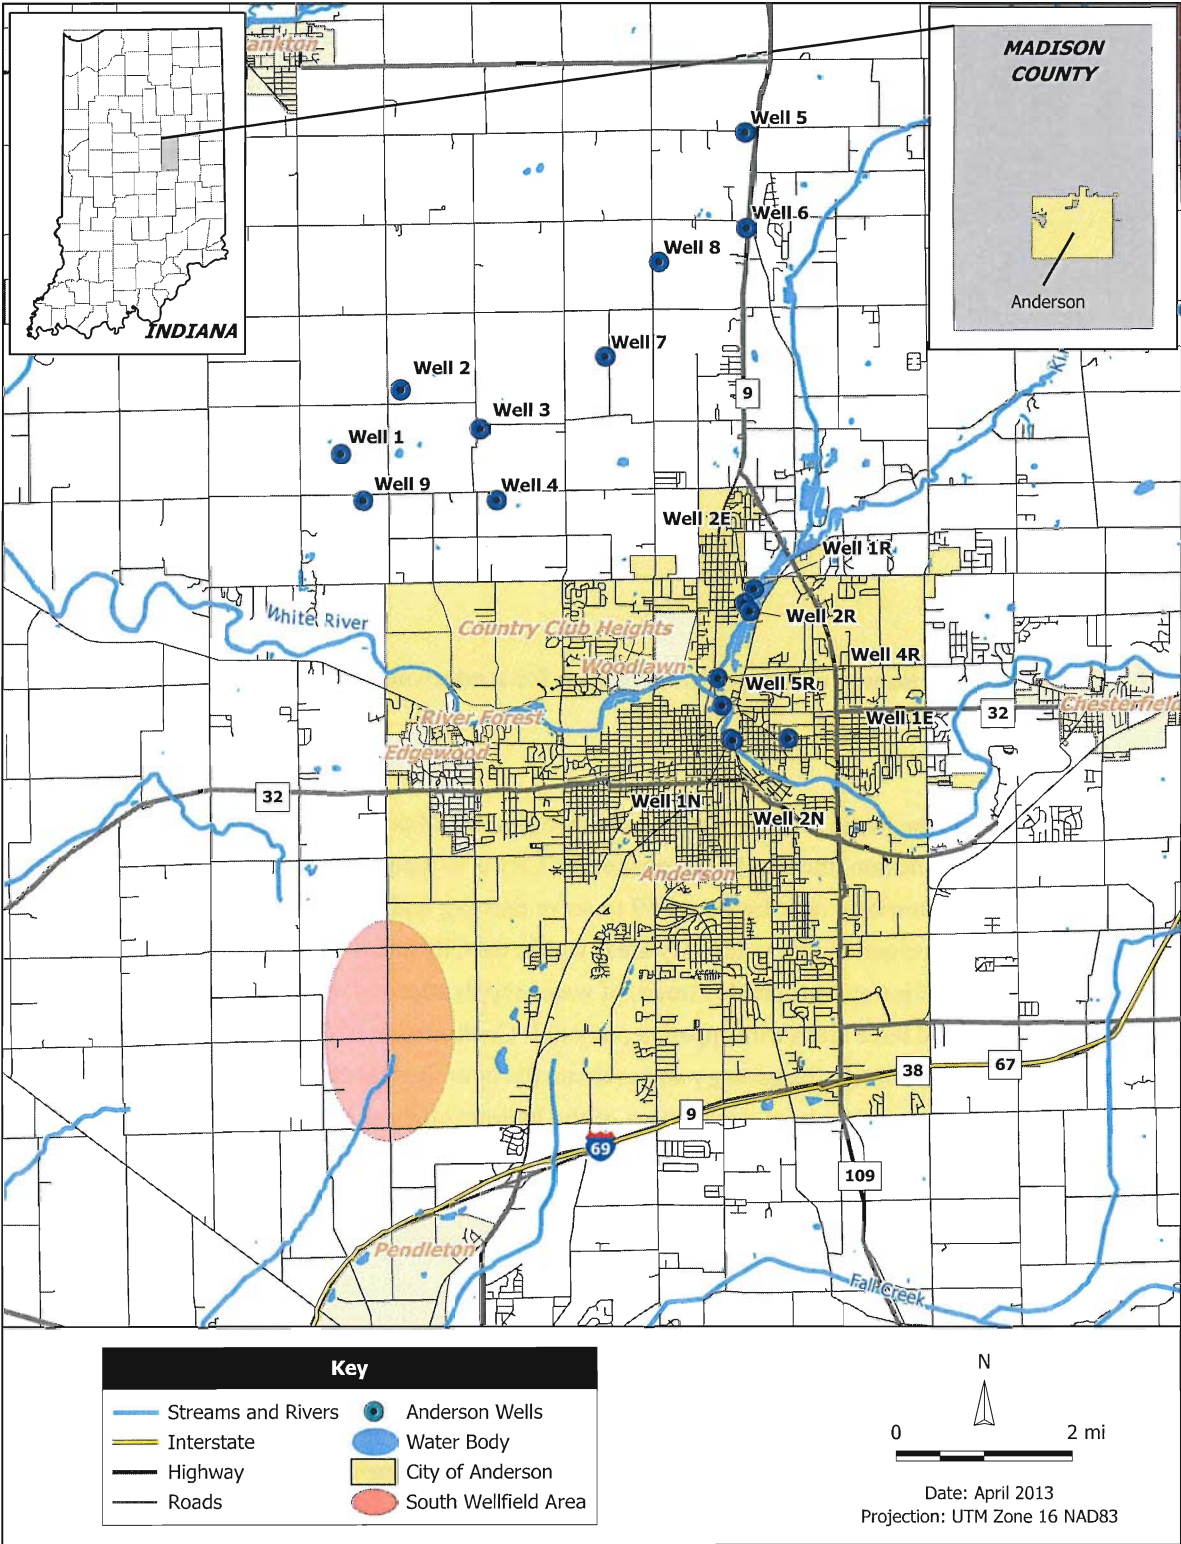 ankton
INDIANA
MADISON
COUNTY
Anderson
Well 5
Well 6
Well 8
Well 7
Well 2
9
Well 3
Well 1
Well 9
Well 4
Well 2E
Well 1R
White River
Well 2R
Country Club Heights
Woodlawn
Well 4R
Well 5R
River Forest
Well 1E
32
Chesterfield
Edgewood
32
Well 1N
Well 2N
Anderson
38
67
9
69
109
Pendleton
Fall Creek
Key
Streams and Rivers
Interstate
Highway
Roads
Anderson Wells
Water Body
City of Anderson
South Wellfield Area
N
0 2 mi
Date: April 2013
Projection: UTM Zone 16 NAD83